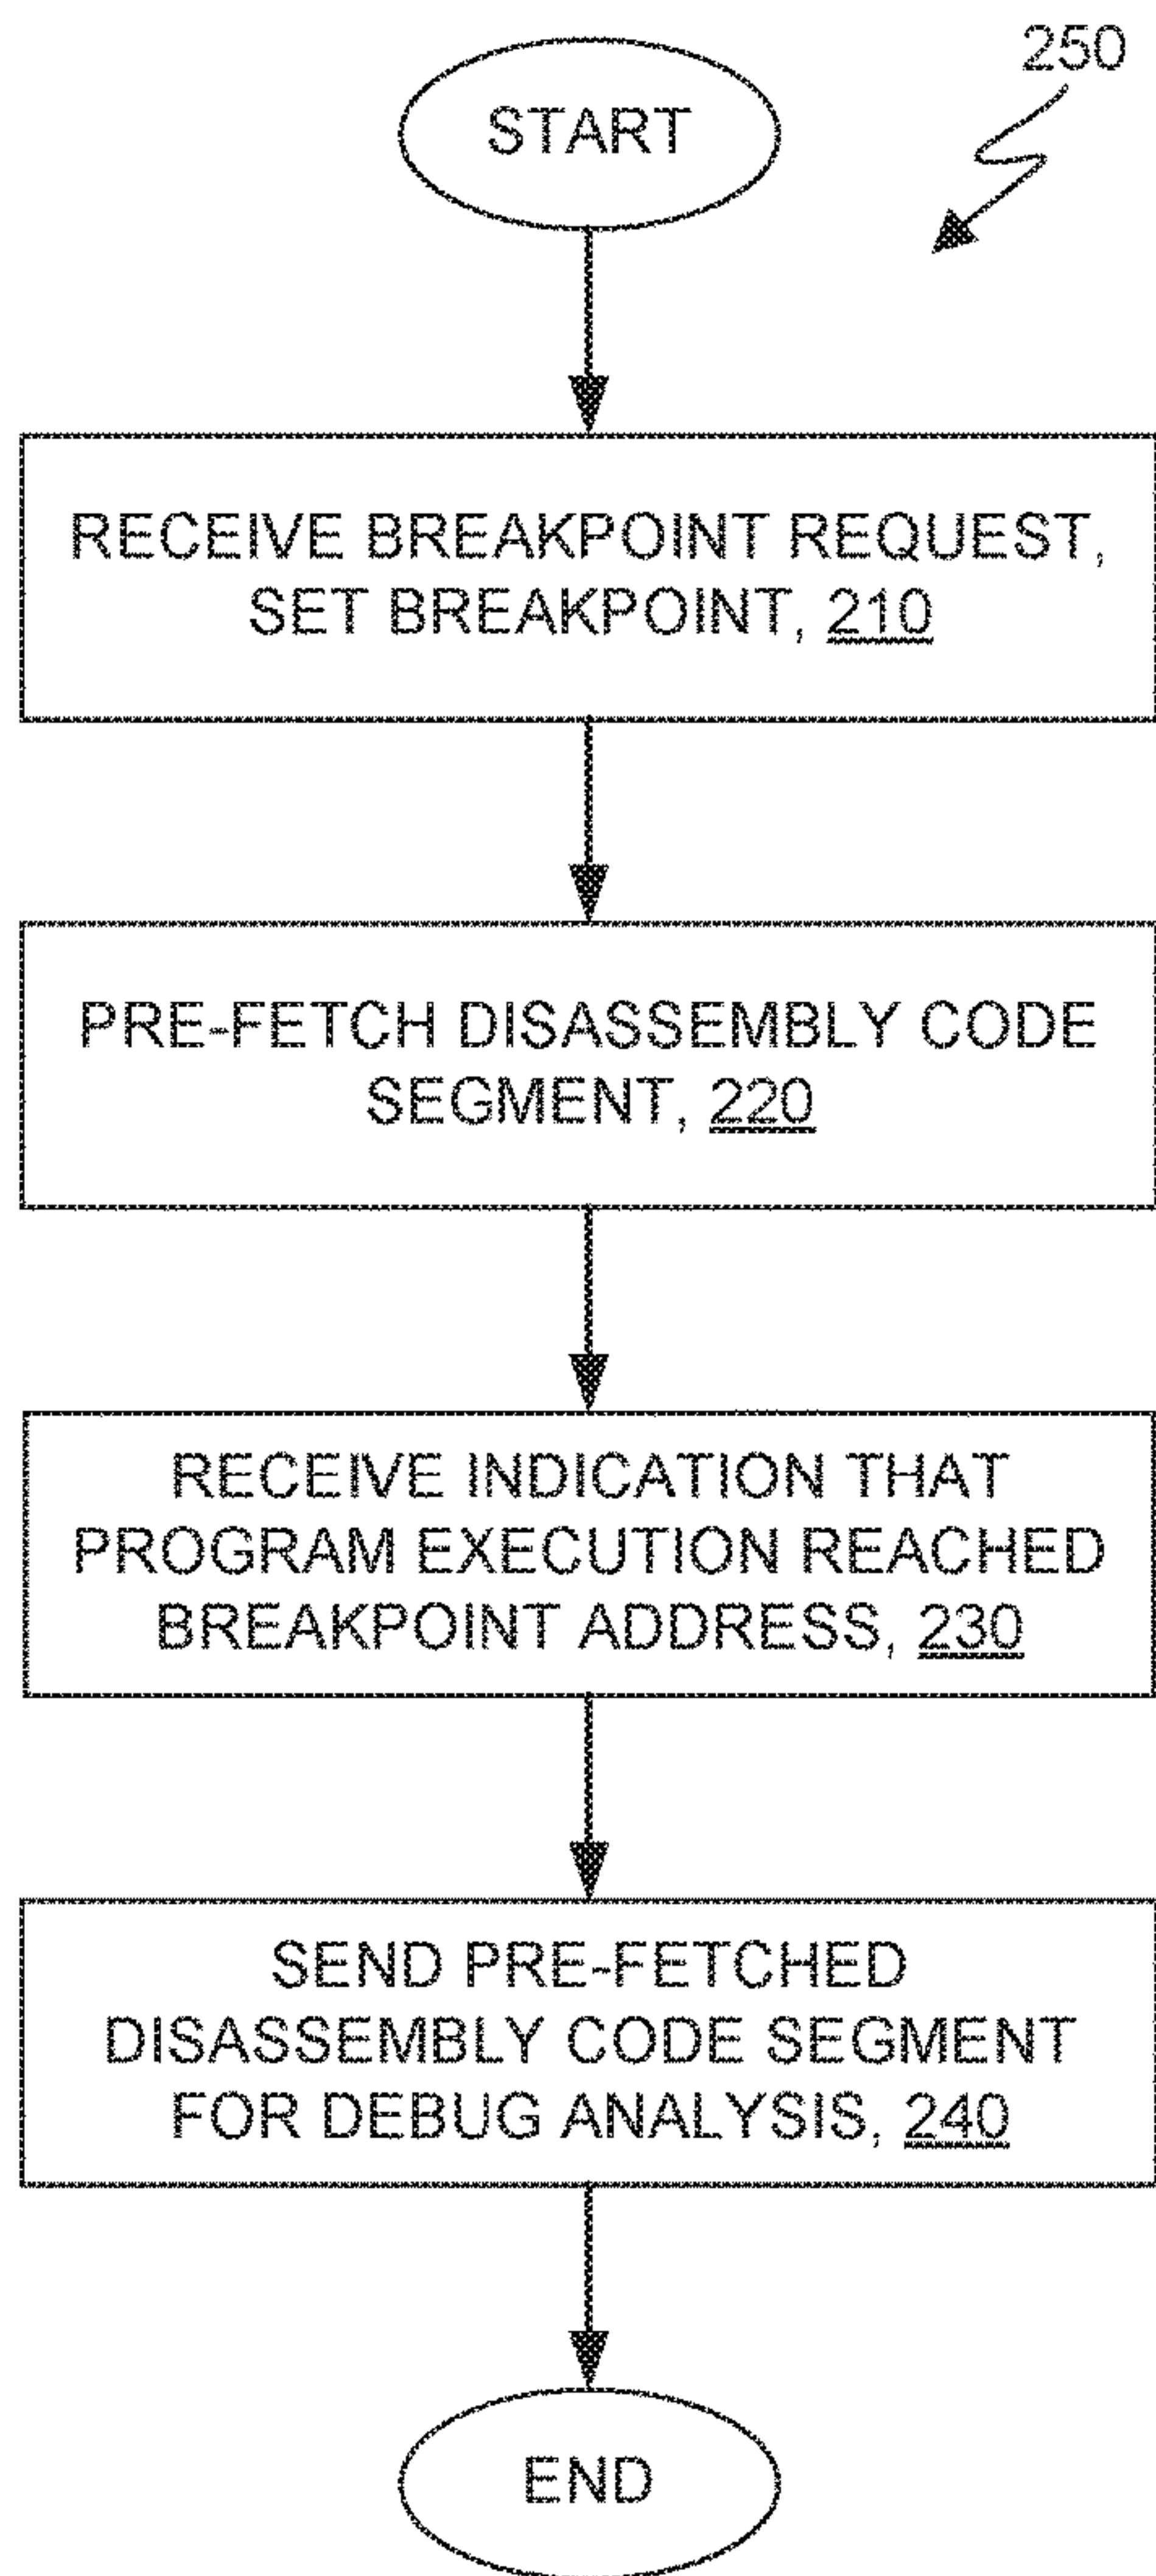 250
START
RECEIVE BREAKPOINT REQUEST,
SET BREAKPOINT, 210
PRE-FETCH DISASSEMBLY CODE
SEGMENT, 220
RECEIVE INDICATION THAT
PROGRAM EXECUTION REACHED
BREAKPOINT ADDRESS, 230
SEND PRE-FETCHED
DISASSEMBLY CODE SEGMENT
FOR DEBUG ANALYSIS, 240
END